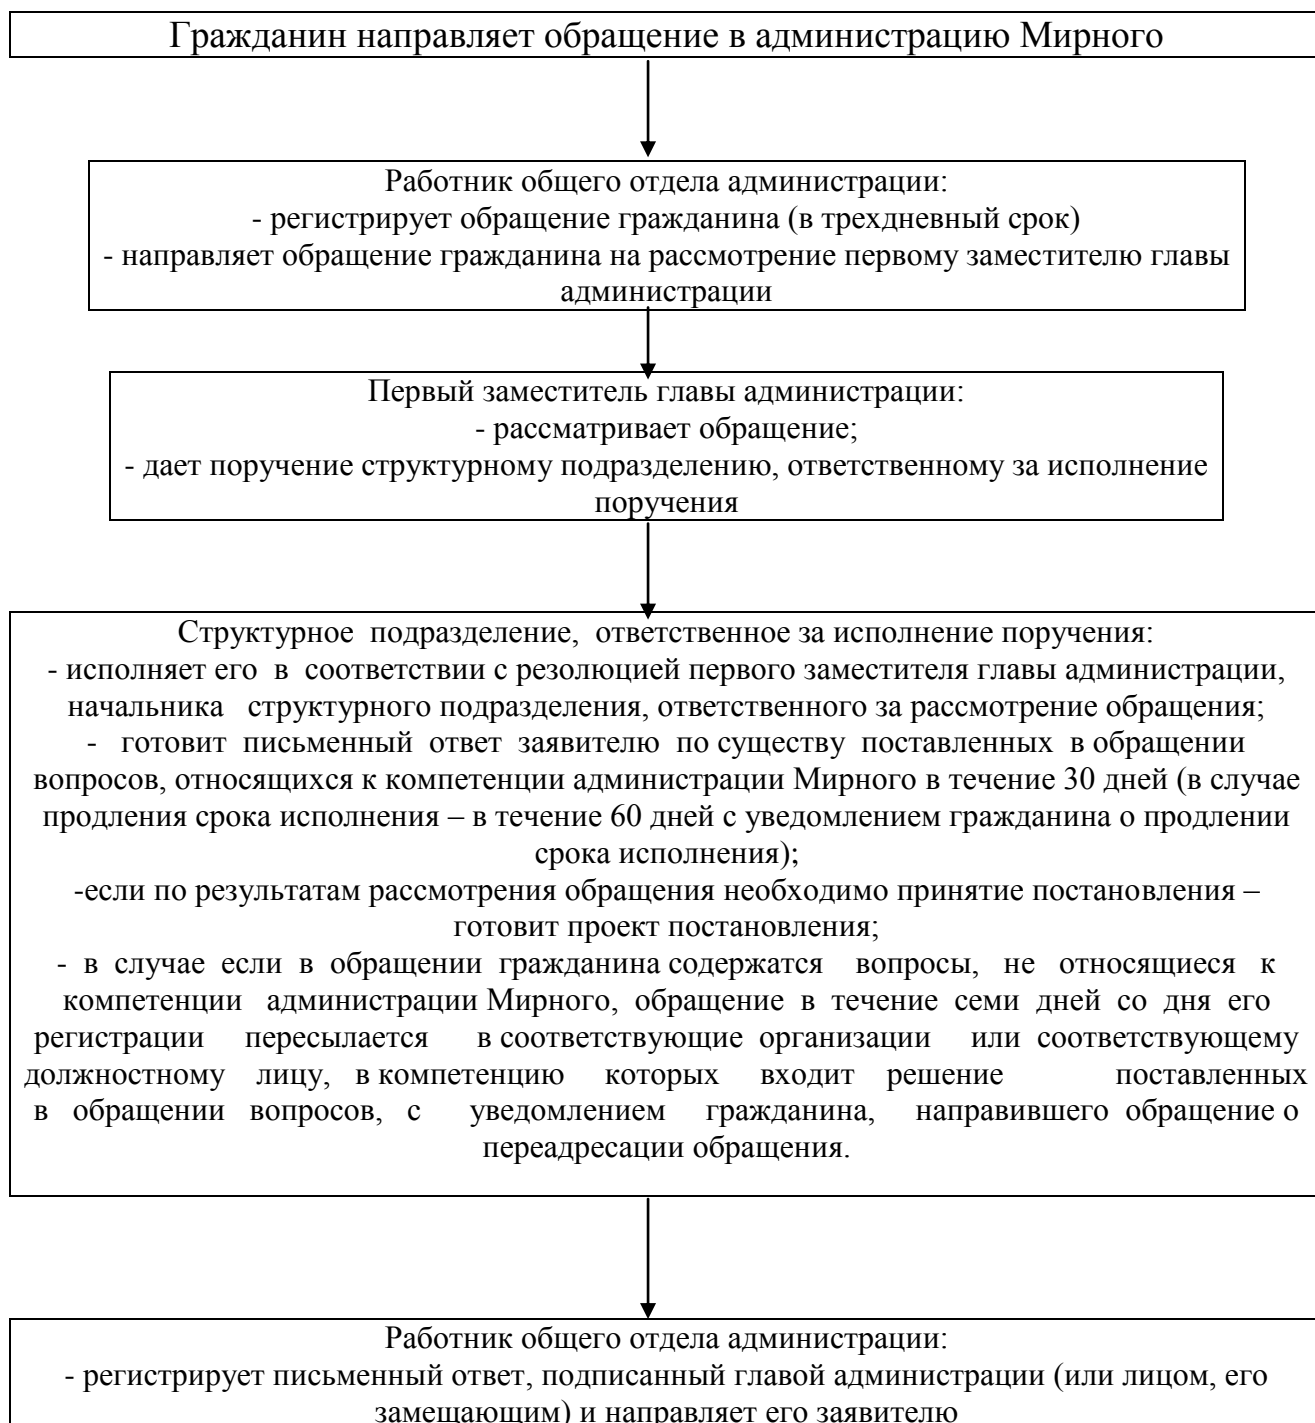 Гражданин направляет обращение в администрацию Мирного
Работник общего отдела администрации:
- регистрирует обращение гражданина (в трехдневный срок)
- направляет обращение гражданина на рассмотрение первому заместителю главы
администрации
Первый заместитель главы администрации:
- рассматривает обращение;
- дает поручение структурному подразделению, ответственному за исполнение
поручения
Структурное подразделение, ответственное за исполнение поручения:
- исполняет его в соответствии с резолюцией первого заместителя главы администрации,
начальника структурного подразделения, ответственного за рассмотрение обращения;
- готовит письменный ответ заявителю по существу поставленных в обращении
вопросов, относящихся к компетенции администрации Мирного в течение 30 дней (в случае
продления срока исполнения – в течение 60 дней с уведомлением гражданина о продлении
срока исполнения);
-если по результатам рассмотрения обращения необходимо принятие постановления –
готовит проект постановления;
- в случае если в обращении гражданина содержатся вопросы, не относящиеся к
компетенции администрации Мирного, обращение в течение семи дней со дня его
регистрации пересылается в соответствующие организации или соответствующему
должностному лицу, в компетенцию которых входит решение поставленных
в обращении вопросов, с уведомлением гражданина, направившего обращение о
переадресации обращения.
Работник общего отдела администрации:
- регистрирует письменный ответ, подписанный главой администрации (или лицом, его
замещающим) и направляет его заявителю